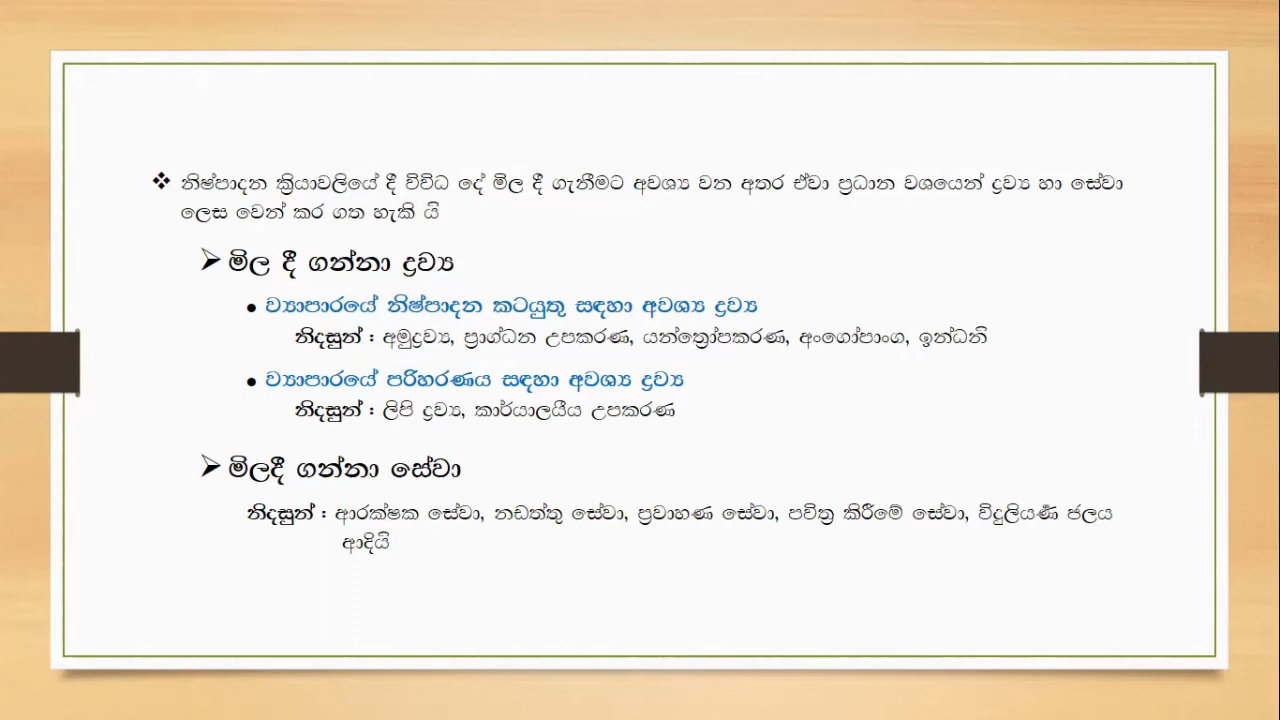 ❖ නිෂ්පාදන ක්‍රියාවලියේ දී විවිධ දේ මිල දී ගැනීමට අවශ්‍ය වන අතර ඒවා ප්‍රධාන වශයෙන් ද්‍රව්‍ය හා සේවා
ලෙස වෙන් කර ගත හැකි යි
➢ මිල දී ගන්නා ද්‍රව්‍ය
• ව්‍යාපාරයේ නිෂ්පාදන කටයුතු සඳහා අවශ්‍ය ද්‍රව්‍ය
නිදසුන් : අමුද්‍රව්‍ය, ප්‍රාග්ධන උපකරණ, යන්ත්‍රෝපකරණ, අංගෝපාංග, ඉන්ධන
• ව්‍යාපාරයේ පරිහරණය සඳහා අවශ්‍ය ද්‍රව්‍ය
නිදසුන් : ලිපි ද්‍රව්‍ය, කාර්යාලයීය උපකරණ
➢ මිලදී ගන්නා සේවා
නිදසුන් : ආරක්ෂක සේවා, නඩත්තු සේවා, ප්‍රවාහණ සේවා, පවිත්‍ර කිරීමේ සේවා, ජලය
ආදියි